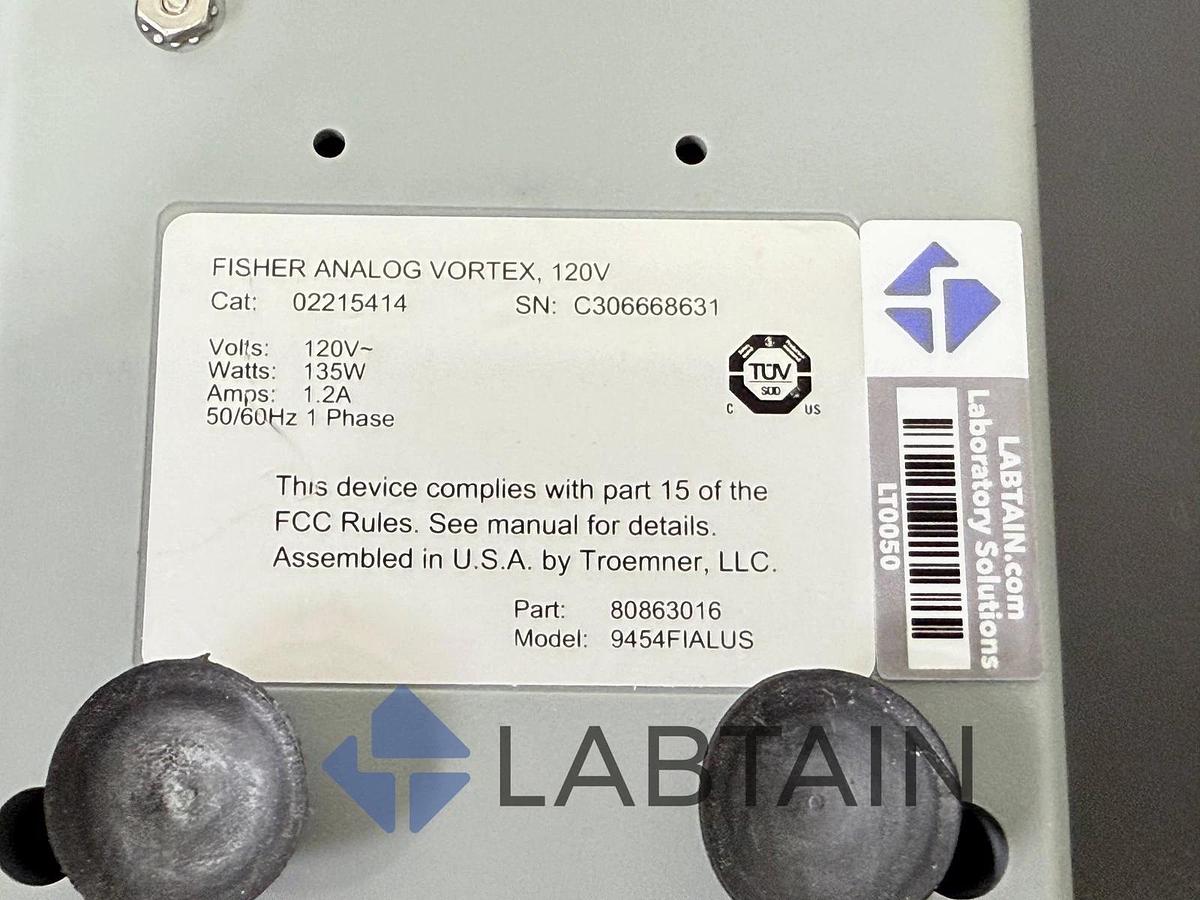 FISHER ANALOG VORTEX, 120V
Cat: 02215414 SN: C306668631
Volts: 120V~
Watts: 135W
Amps: 1.2A
50/60Hz 1 Phase
TÜV
SÜD
C US
This device complies with part 15 of the
FCC Rules. See manual for details.
Assembled in U.S.A. by Troemner, LLC.
Part: 80863016
Model: 9454FIALUS
LABTAIN.com
Laboratory Solutions
LT0050
LABTAIN